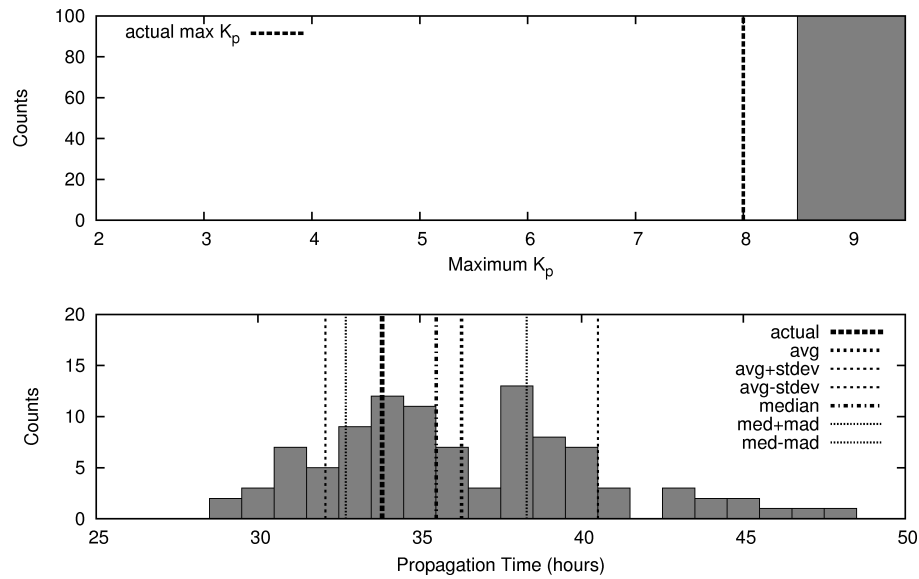 actual max Kp
100
80
60
40
20
0
Counts
2 3 4 5 6 7 8 9
Maximum Kp
20
15
10
5
0
Counts
actual
avg
avg+stdev
avg-stdev
median
med+mad
med-mad
25 30 35 40 45 50
Propagation Time (hours)